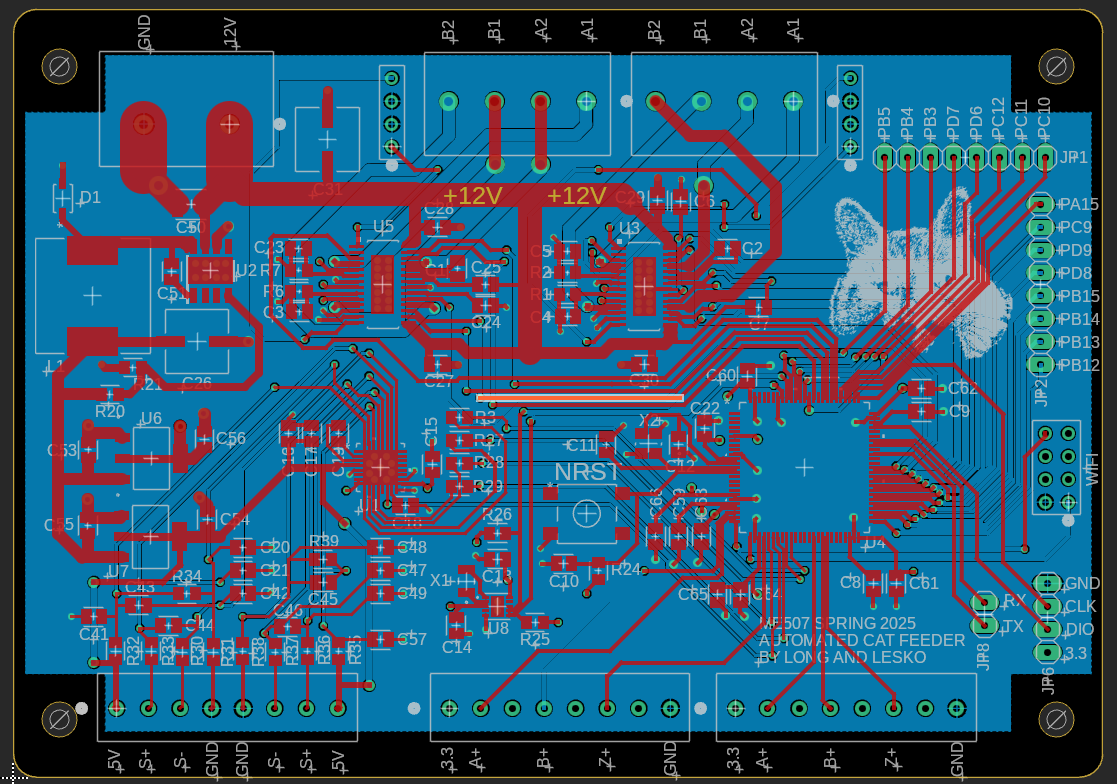 GND
12V
B2
B1
A2
A1
B2
B1
A2
A1
PB5
PB4
PB3
PD7
PD6
PC12
PC11
PC10
JP1
D1
C50
C31
+12V
+12V
C29
C6
PA15
PC9
PD9
PD8
PB15
PB14
PB13
PB12
JP2
C28
U5
U3
C2
C23
R7
R6
C3
C1
C25
C24
C5
R2
R1
C4
C7
U2
C51
L1
C26
C27
C30
C60
C62
C9
R21
R20
U6
C56
C53
C55
C54
U7
C15
R3
R27
R28
R29
X2
C22
C11
C12
NRST
WIFI
U1
R26
C13
C10
R24
U4
C8
C61
C65
C64
C20
C21
C42
R39
C45
C48
C47
C49
C57
R34
C43
C44
C46
C41
X1
U8
C14
R25
R32
R33
R30
R31
R38
R37
R36
R35
ME507 SPRING 2025
AUTOMATED CAT FEEDER
BY LONG AND LESKO
RX
TX
JP8
GND
CLK
DIO
3.3
JP6
5V
S+
S-
GND
GND
S-
S+
5V
3.3
A+
B+
Z+
GND
3.3
A+
B+
Z+
GND